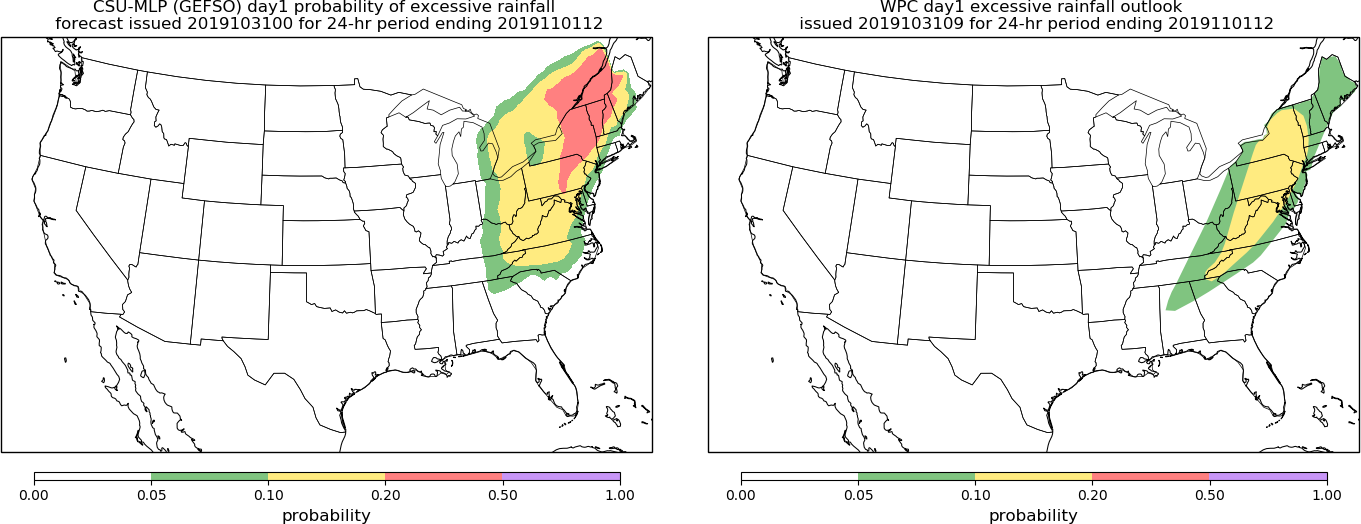 CSU-MLP (GEFSO) day1 probability of excessive rainfall
forecast issued 2019103100 for 24-hr period ending 2019110112
0.00 0.05 0.10 0.20 0.50 1.00
probability
WPC day1 excessive rainfall outlook
issued 2019103109 for 24-hr period ending 2019110112
0.00 0.05 0.10 0.20 0.50 1.00
probability